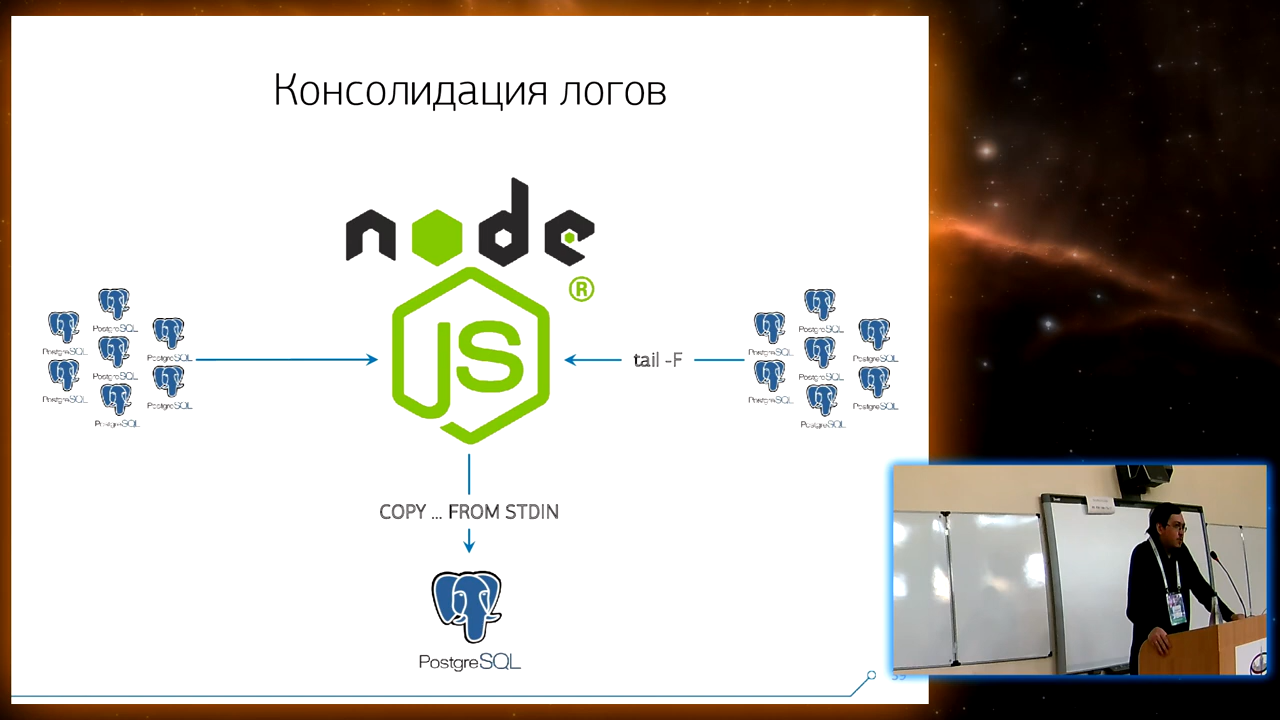 Консолидация логов
node
®
JS
PostgreSQL
PostgreSQL
PostgreSQL
PostgreSQL
PostgreSQL
PostgreSQL
PostgreSQL
tail -F
PostgreSQL
PostgreSQL
PostgreSQL
PostgreSQL
PostgreSQL
PostgreSQL
PostgreSQL
COPY ... FROM STDIN
PostgreSQL